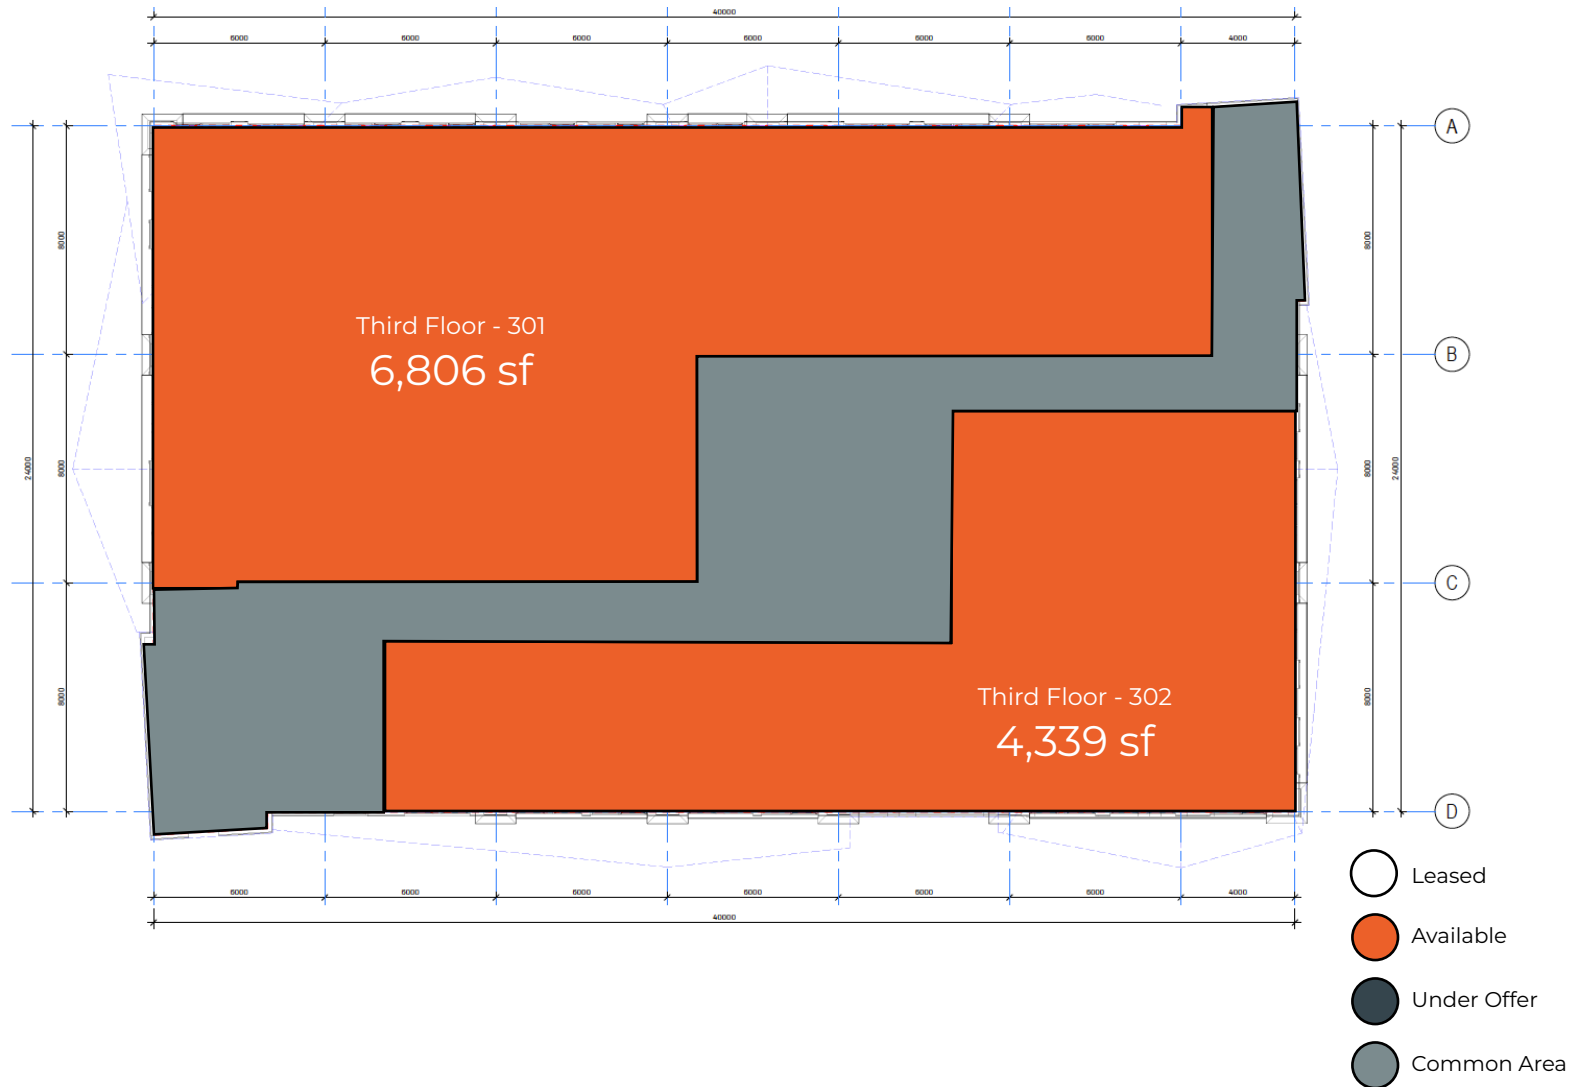 40000
6000 6000 6000 6000 6000 6000 4000
A
8000 8000
Third Floor - 301
6,806 sf
B
24000 8000 8000 24000
C
8000 8000
Third Floor - 302
4,339 sf
D
6000 6000 6000 6000 6000 6000 4000
40000
Leased
Available
Under Offer
Common Area